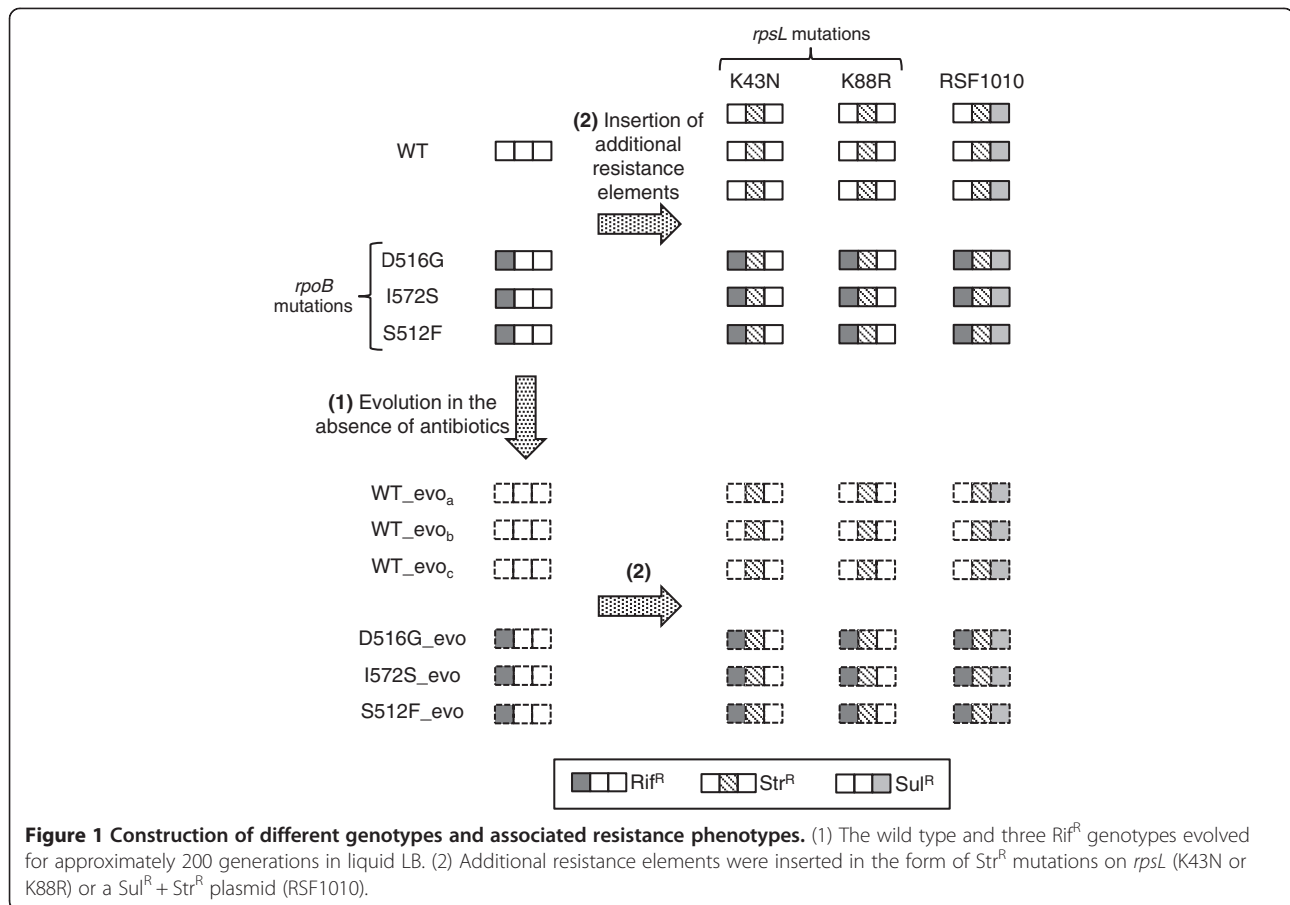 rpsL mutations
K43N K88R RSF1010
(2) Insertion of
additional
resistance
elements
WT
D516G
rpoB
mutations
I572S
S512F
(1) Evolution in the
absence of antibiotics
WT_evoa
WT_evob
WT_evoc
(2)
D516G_evo
I572S_evo
S512F_evo
RifR StrR SulR
Figure 1 Construction of different genotypes and associated resistance phenotypes. (1) The wild type and three RifR genotypes evolved
for approximately 200 generations in liquid LB. (2) Additional resistance elements were inserted in the form of StrR mutations on rpsL (K43N or
K88R) or a SulR + StrR plasmid (RSF1010).